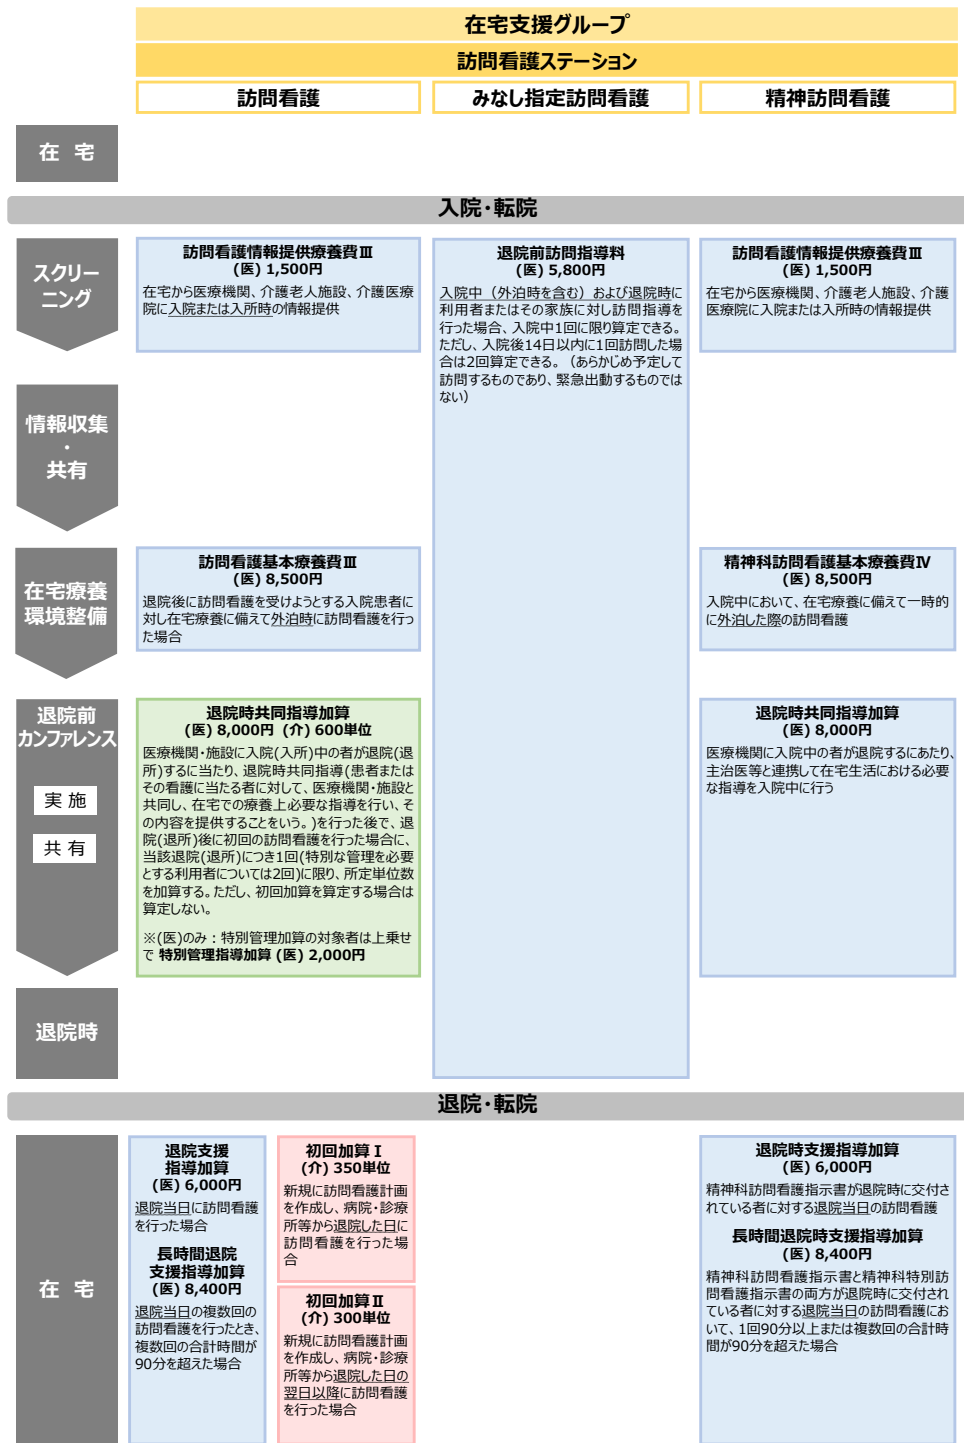 在宅支援グループ
訪問看護ステーション
訪問看護
みなし指定訪問看護
精神訪問看護
在 宅
入院・転院
スクリー
ニング
訪問看護情報提供療養費Ⅲ
(医) 1,500円
在宅から医療機関、介護老人施設、介護医療
院に入院または入所時の情報提供
退院前訪問指導料
(医) 5,800円
入院中（外泊時を含む）および退院時に
利用者またはその家族に対し訪問指導を
行った場合、入院中1回に限り算定できる。
ただし、入院後14日以内に1回訪問した場
合は2回算定できる。（あらかじめ予定して
訪問するものであり、緊急出動するものでは
ない）
訪問看護情報提供療養費Ⅲ
(医) 1,500円
在宅から医療機関、介護老人施設、介護
医療院に入院または入所時の情報提供
情報収集
・
共有
在宅療養
環境整備
訪問看護基本療養費Ⅲ
(医) 8,500円
退院後に訪問看護を受けようとする入院患者に
対し在宅療養に備えて外泊時に訪問看護を行っ
た場合
精神科訪問看護基本療養費Ⅳ
(医) 8,500円
入院中において、在宅療養に備えて一時的
に外泊した際の訪問看護
退院前
カンファレンス
実 施
共 有
退院時共同指導加算
(医) 8,000円 (介) 600単位
医療機関・施設に入院(入所)中の者が退院(退
所)するに当たり、退院時共同指導(患者または
その看護に当たる者に対して、医療機関・施設と
共同し、在宅での療養上必要な指導を行い、そ
の内容を提供することをいう。)を行った後で、退
院(退所)後に初回の訪問看護を行った場合に、
当該退院(退所)につき1回(特別な管理を必要
とする利用者については2回)に限り、所定単位数
を加算する。ただし、初回加算を算定する場合は
算定しない。
※(医)のみ：特別管理加算の対象者は上乗せ
で 特別管理指導加算 (医) 2,000円
退院時共同指導加算
(医) 8,000円
医療機関に入院中の者が退院するにあたり、
主治医等と連携して在宅生活における必要
な指導を入院中に行う
退院時
退院・転院
在 宅
退院支援
指導加算
(医) 6,000円
退院当日に訪問看護
を行った場合
長時間退院
支援指導加算
(医) 8,400円
退院当日の複数回の
訪問看護を行ったとき、
複数回の合計時間が
90分を超えた場合
初回加算Ⅰ
(介) 350単位
新規に訪問看護計画
を作成し、病院・診療
所等から退院した日に
訪問看護を行った場
合
初回加算Ⅱ
(介) 300単位
新規に訪問看護計画
を作成し、病院・診療
所等から退院した日の
翌日以降に訪問看護
を行った場合
退院時支援指導加算
(医) 6,000円
精神科訪問看護指示書が退院時に交付さ
れている者に対する退院当日の訪問看護
長時間退院時支援指導加算
(医) 8,400円
精神科訪問看護指示書と精神科特別訪
問看護指示書の両方が退院時に交付され
ている者に対する退院当日の訪問看護にお
いて、1回90分以上または複数回の合計時
間が90分を超えた場合